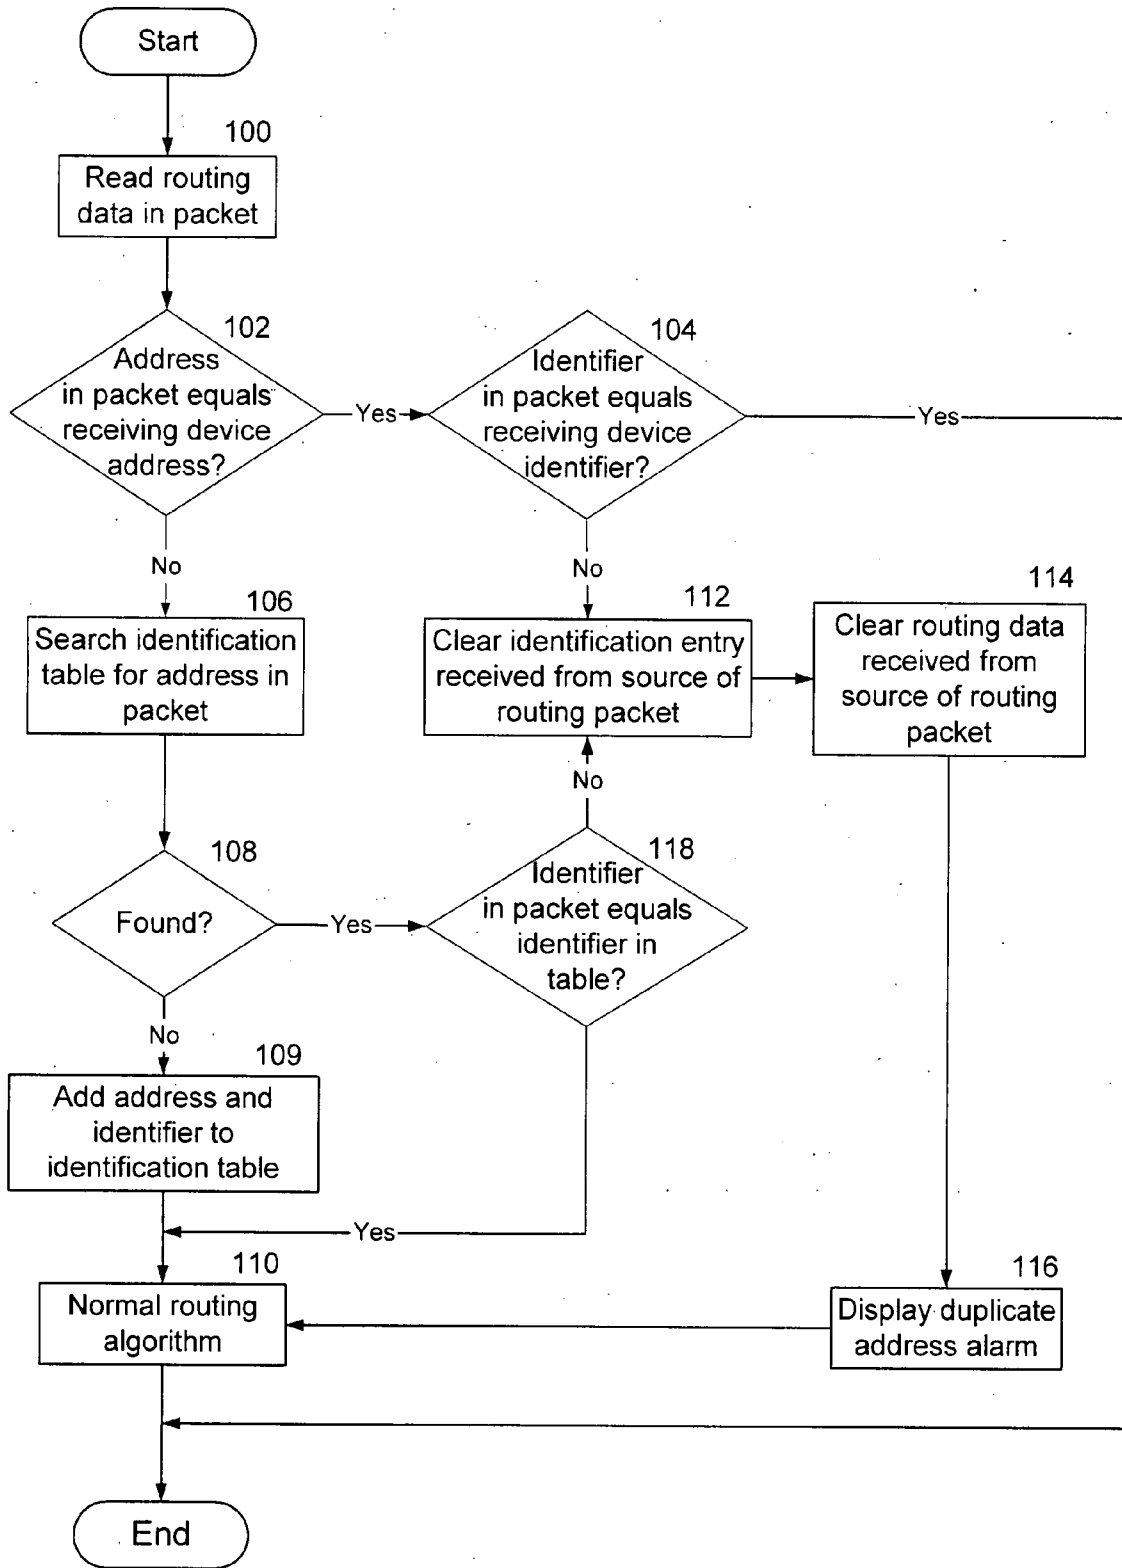 Start
100
Read routing
data in packet
102
Address
in packet equals
receiving device
address?
Yes
104
Identifier
in packet equals
receiving device
identifier?
Yes
No
No
106
Search identification
table for address in
packet
112
Clear identification entry
received from source of
routing packet
114
Clear routing data
received from
source of routing
packet
No
108
Found?
Yes
118
Identifier
in packet equals
identifier in
table?
No
109
Add address and
identifier to
identification table
Yes
110
Normal routing
algorithm
116
Display duplicate
address alarm
End